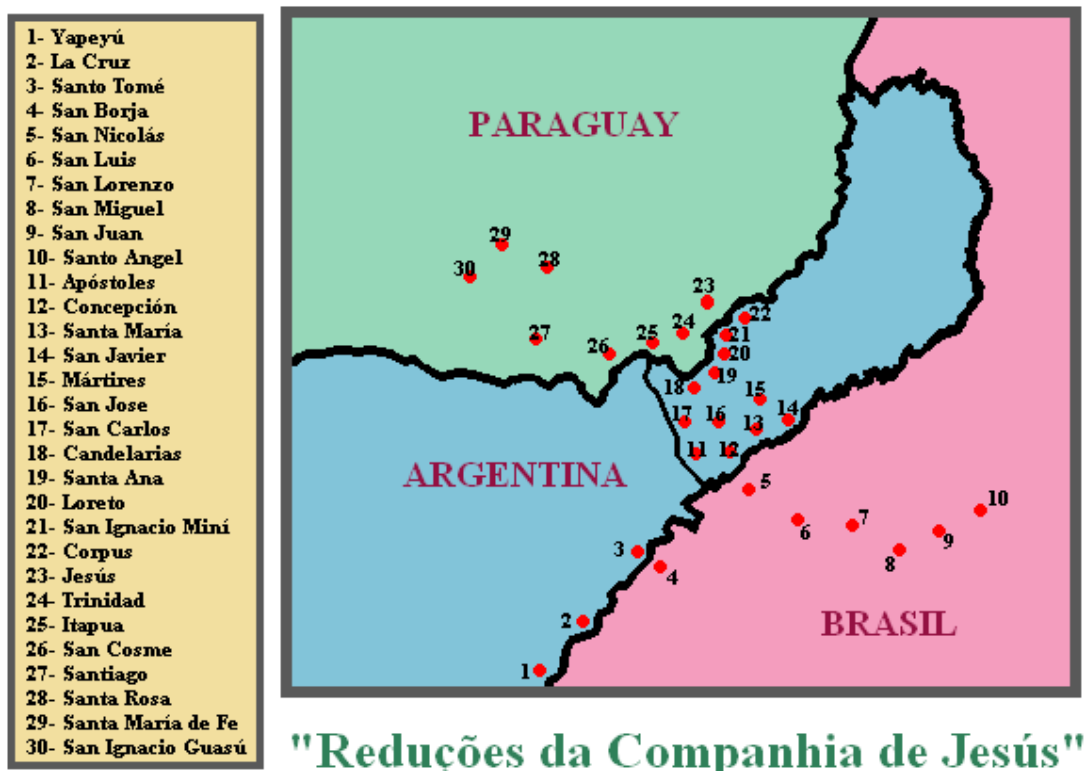 1- Yapeyú
2- La Cruz
3- Santo Tomé
4- San Borja
5- San Nicolás
6- San Luis
7- San Lorenzo
8- San Miguel
9- San Juan
10- Santo Angel
11- Apóstoles
12- Concepción
13- Santa María
14- San Javier
15- Mártires
16- San Jose
17- San Carlos
18- Candelarias
19- Santa Ana
20- Loreto
21- San Ignacio Miní
22- Corpus
23- Jesús
24- Trinidad
25- Itapua
26- San Cosme
27- Santiago
28- Santa Rosa
29- Santa María de Fe
30- San Ignacio Guasú
PARAGUAY
29
28
30
23
22
24
21
27
25
26
20
19
18
15
17
16
14
13
11
12
ARGENTINA
5
10
6
7
9
3
8
4
2
BRASIL
1
"Reduções da Companhia de Jesús"